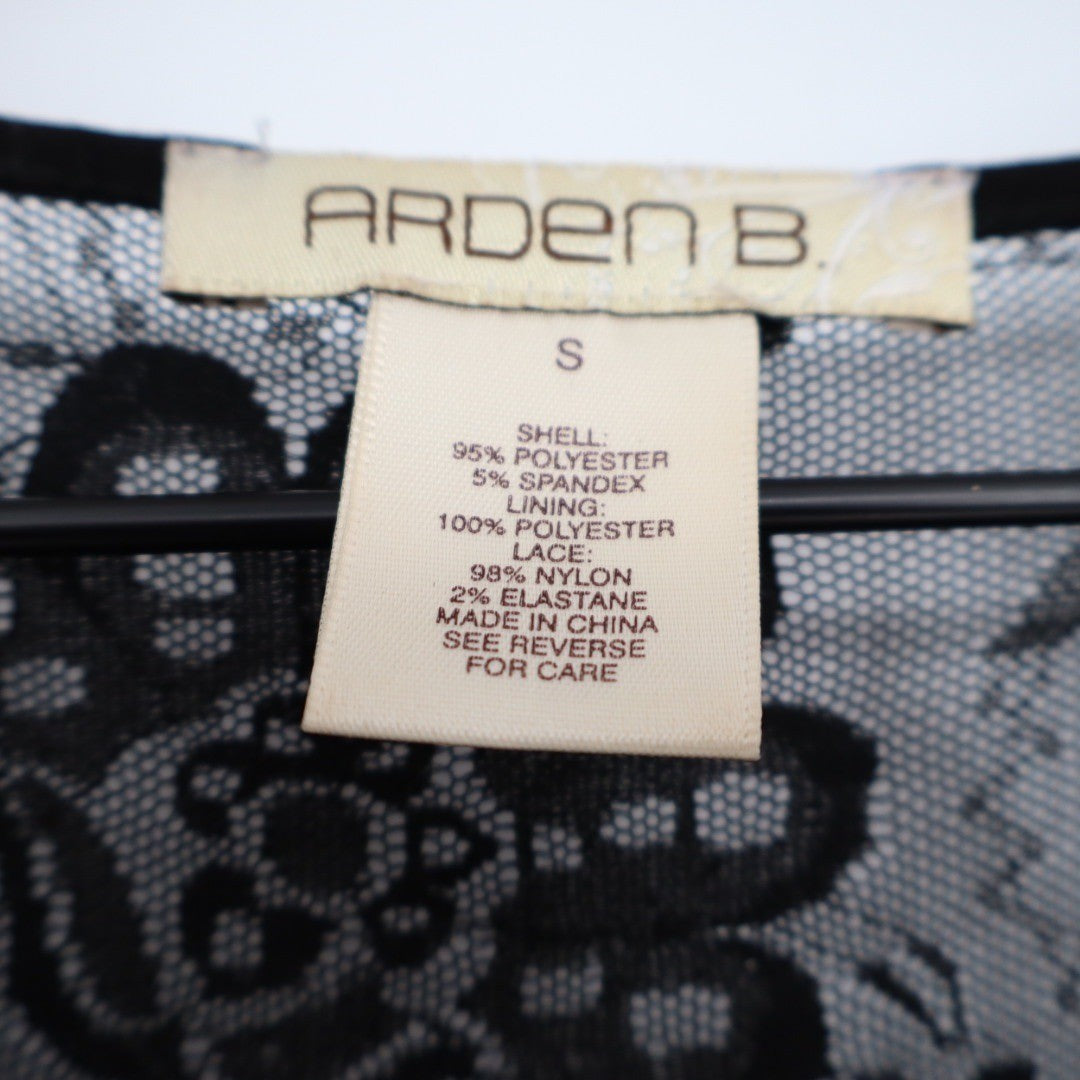 ARDEN B.
S
SHELL:
95% POLYESTER
5% SPANDEX
LINING:
100% POLYESTER
LACE:
98% NYLON
2% ELASTANE
MADE IN CHINA
SEE REVERSE
FOR CARE